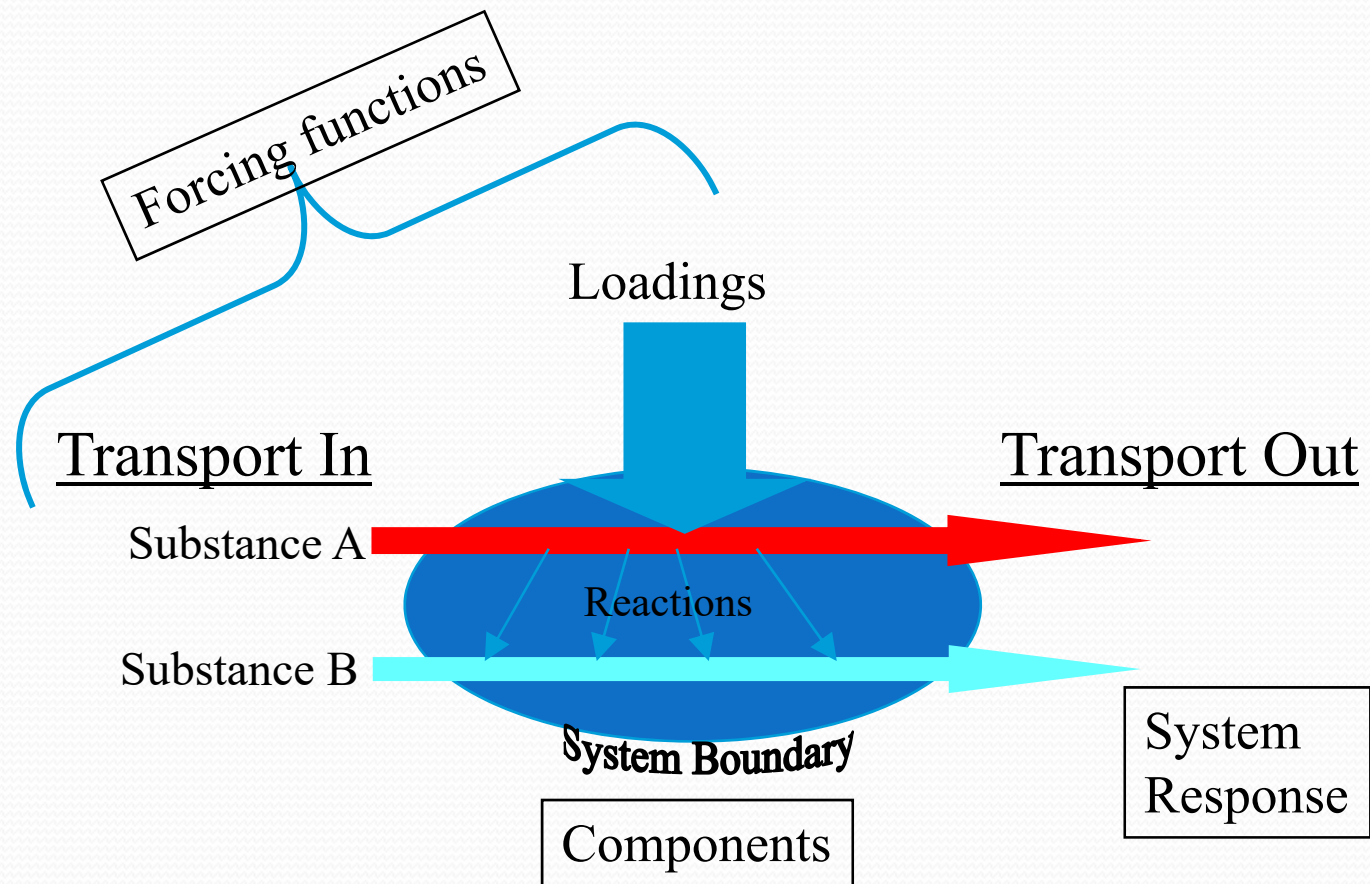 Forcing functions
Loadings
Transport In
Transport Out
Substance A
Reactions
Substance B
System Boundary
System
Response
Components